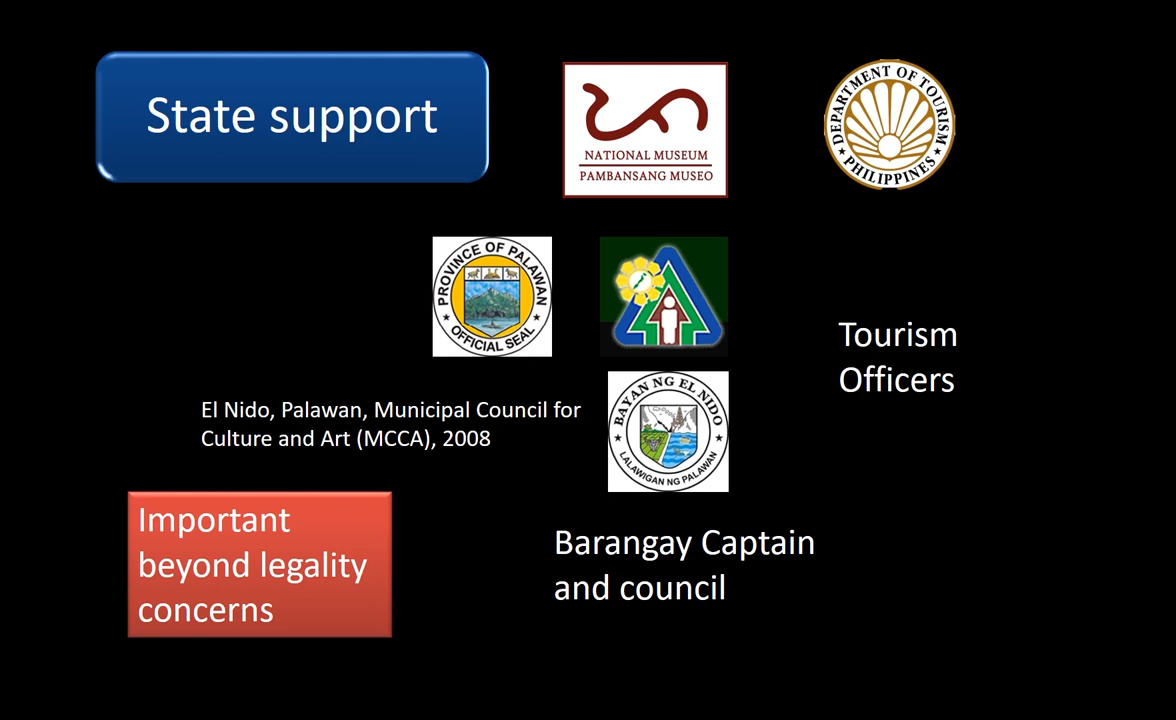 State support
NATIONAL MUSEUM
PAMBANSANG MUSEO
DEPARTMENT OF TOURISM
★ PHILIPPINES ★
PROVINCE OF PALAWAN
★ OFFICIAL SEAL ★
Tourism
Officers
El Nido, Palawan, Municipal Council for
Culture and Art (MCCA), 2008
BAYAN NG EL NIDO
★ LALAWIGAN NG PALAWAN ★
Important
beyond legality
concerns
Barangay Captain
and council